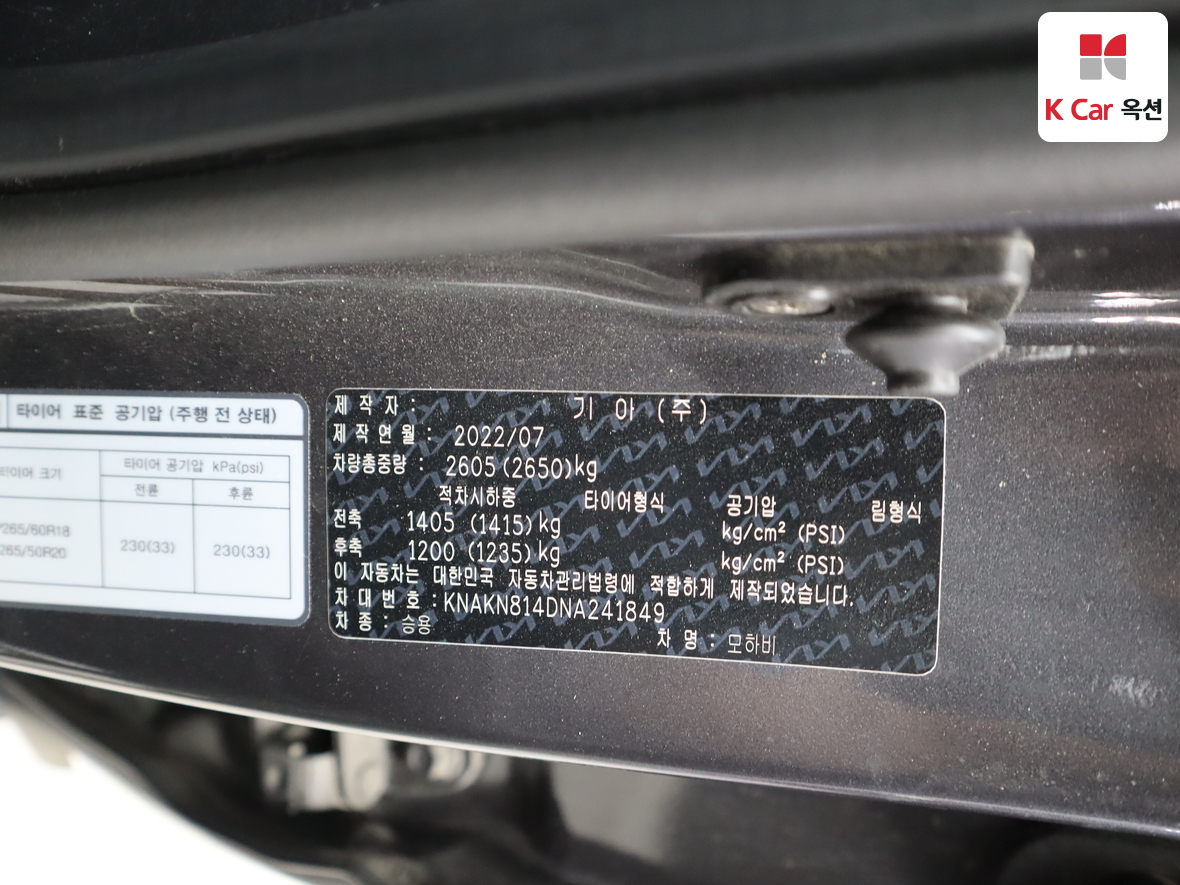 K Car 옥션
타이어 표준 공기압 (주행 전 상태)
타이어 크기 타이어 공기압 kPa(psi)
전륜 후륜
265/60R18
265/50R20
230(33) 230(33)
제 작 자 : 기 아 (주)
제 작 연 월 : 2022/07
차량총중량 : 2605(2650)kg
적차시하중 타이어형식 공기압 림형식
전축 1405 (1415)kg kg/cm² (PSI)
후축 1200 (1235)kg kg/cm² (PSI)
이 자동차는 대한민국 자동차관리법령에 적합하게 제작되었습니다.
차 대 번 호 : KNAKN814DNA241849
차 종 : 승용 차 명 : 모하비